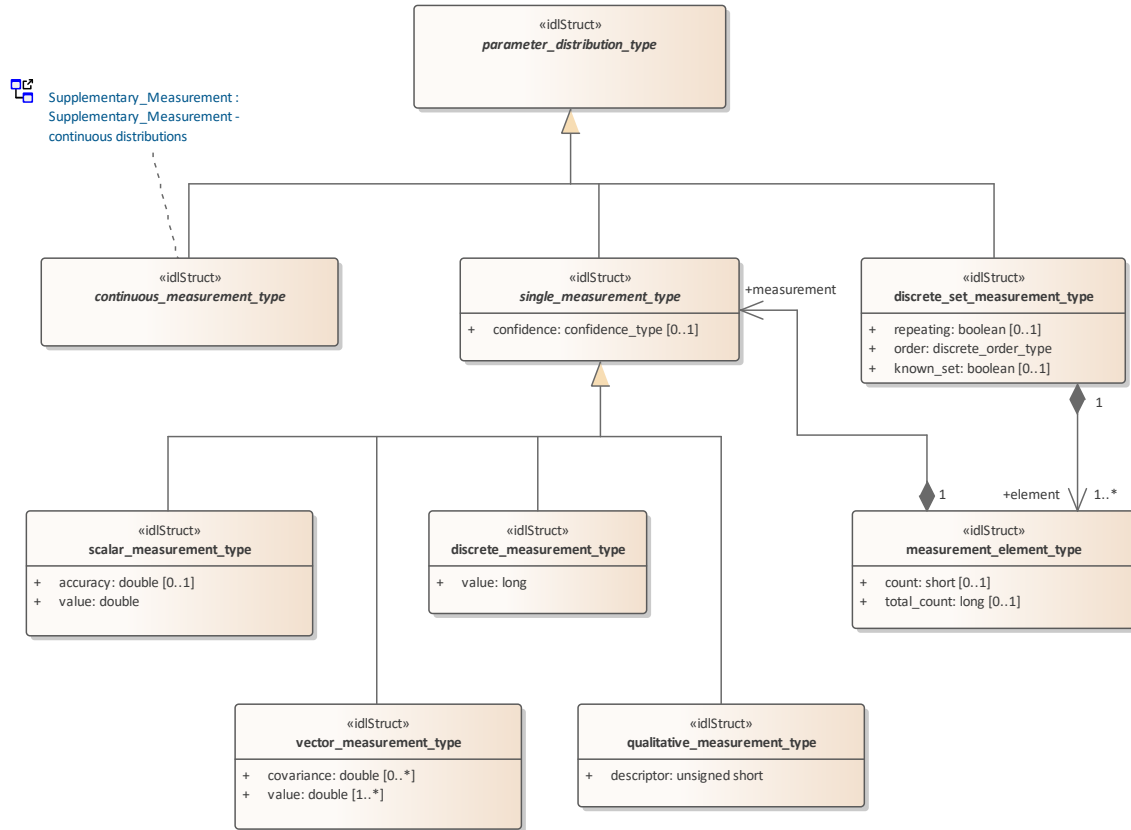 «idlStruct»
parameter_distribution_type
Supplementary_Measurement :
Supplementary_Measurement -
continuous distributions
«idlStruct»
continuous_measurement_type
«idlStruct»
single_measurement_type
+ confidence: confidence_type [0..1]
+measurement
«idlStruct»
discrete_set_measurement_type
+ repeating: boolean [0..1]
+ order: discrete_order_type
+ known_set: boolean [0..1]
1
1
+element
1..*
«idlStruct»
scalar_measurement_type
+ accuracy: double [0..1]
+ value: double
«idlStruct»
discrete_measurement_type
+ value: long
«idlStruct»
measurement_element_type
+ count: short [0..1]
+ total_count: long [0..1]
«idlStruct»
vector_measurement_type
+ covariance: double [0..*]
+ value: double [1..*]
«idlStruct»
qualitative_measurement_type
+ descriptor: unsigned short